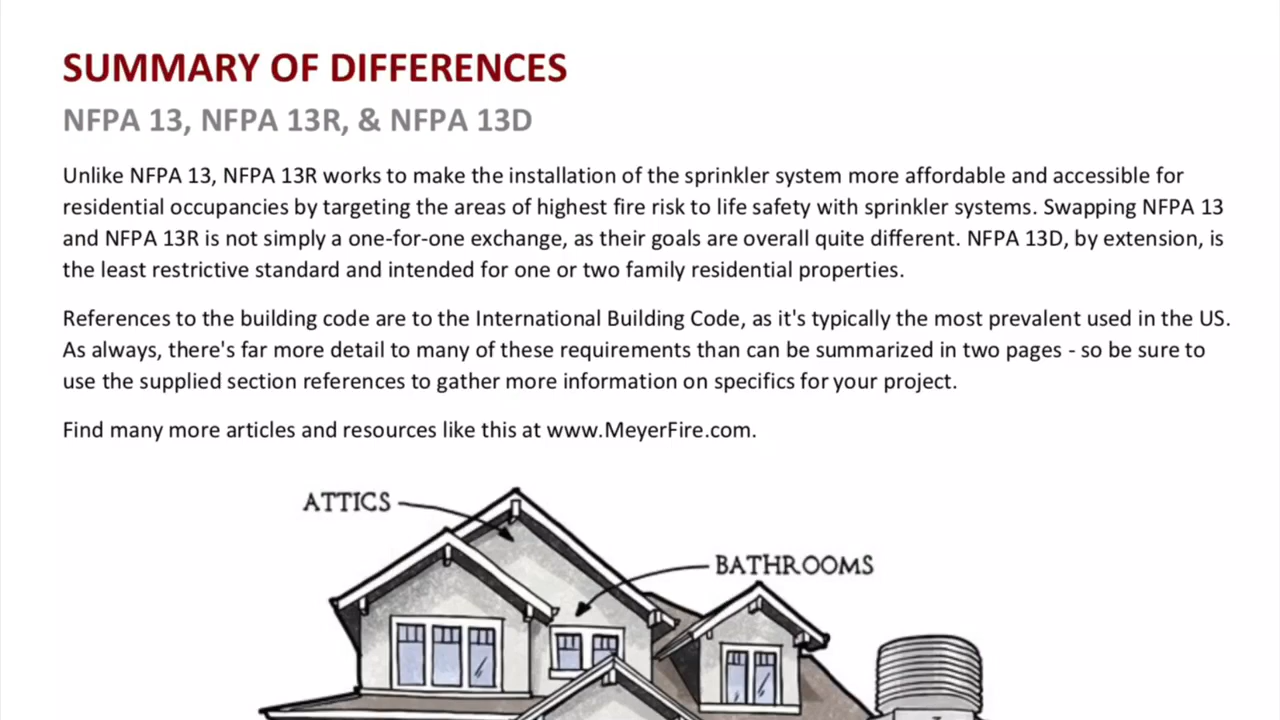 SUMMARY OF DIFFERENCES
NFPA 13, NFPA 13R, & NFPA 13D
Unlike NFPA 13, NFPA 13R works to make the installation of the sprinkler system more affordable and accessible for
residential occupancies by targeting the areas of highest fire risk to life safety with sprinkler systems. Swapping NFPA 13
and NFPA 13R is not simply a one-for-one exchange, as their goals are overall quite different. NFPA 13D, by extension, is
the least restrictive standard and intended for one or two family residential properties.
References to the building code are to the International Building Code, as it's typically the most prevalent used in the US.
As always, there's far more detail to many of these requirements than can be summarized in two pages - so be sure to
use the supplied section references to gather more information on specifics for your project.
Find many more articles and resources like this at www.MeyerFire.com.
ATTICS
BATHROOMS